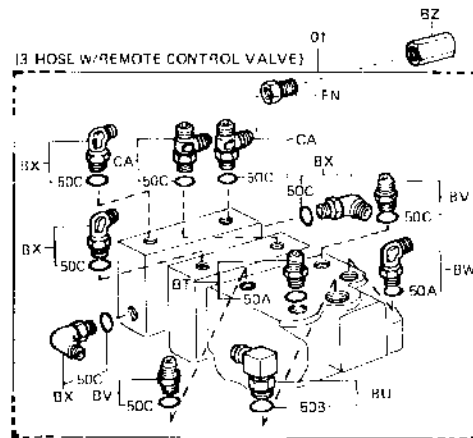 BZ
01
(3 HOSE W/REMOTE CONTROL VALVE)
FN
CA
BX
CA
BX
50C
50C
50C
50C
BV
50C
BX
50C
BT
50A
BW
50A
50C
BX
BV
50C
BU
50B